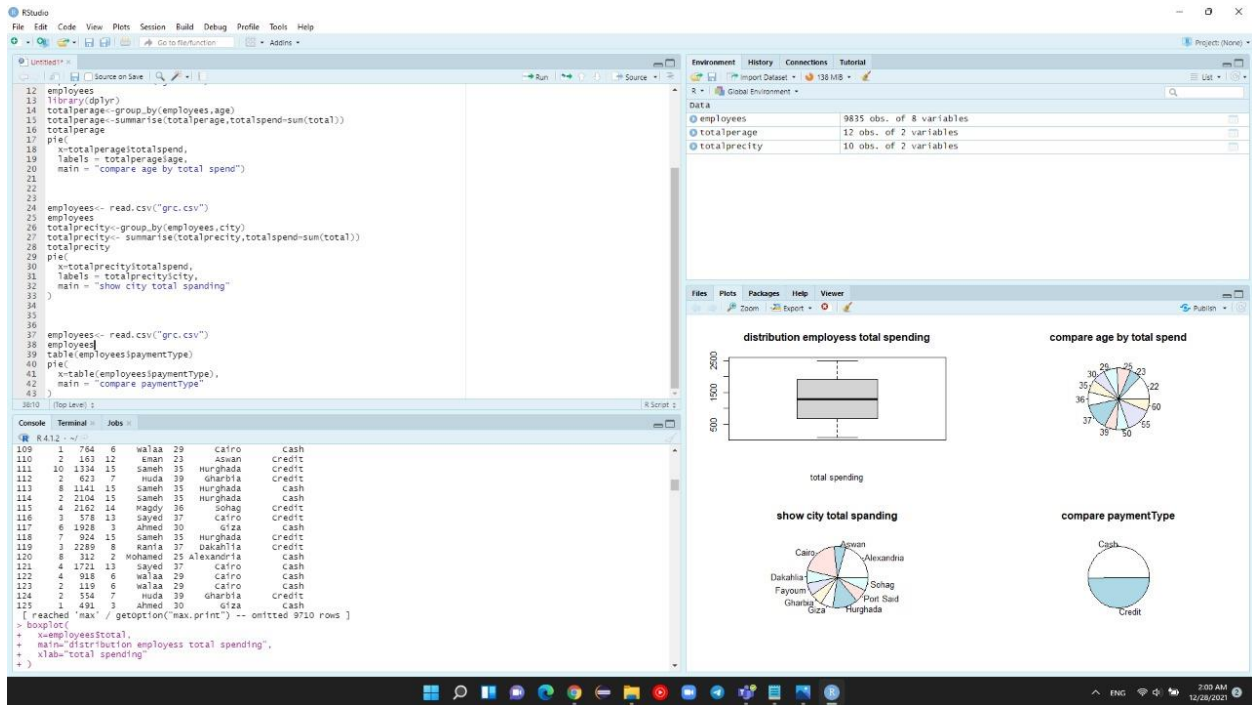 RStudio
File Edit Code View Plots Session Build Debug Profile Tools Help
Go to file/function Addins
Project: (None)
Untitled1*
Source on Save Run Source
12 employees
13 library(dplyr)
14 totalperage<-group_by(employees,age)
15 totalperage<-summarise(totalperage,totalspend=sum(total))
16 totalperage
17 pie(
18 x=totalperage$totalspend,
19 labels = totalperage$age,
20 main = "compare age by total spend")
21
22
23
24 employees<- read.csv("grc.csv")
25 employees
26 totalprecity<-group_by(employees,city)
27 totalprecity<- summarise(totalprecity,totalspend=sum(total))
28 totalprecity
29 pie(
30 x=totalprecity$totalspend,
31 labels = totalprecity$city,
32 main = "show city total spanding"
33 )
34
35
36
37 employees<- read.csv("grc.csv")
38 employees
39 table(employees$paymentType)
40 pie(
41 x=table(employees$paymentType),
42 main = "compare paymentType"
43 )
38:10 (Top Level) R Script
Console Terminal Jobs
R 4.1.2 · ~/
109 1 764 6 walaa 29 Cairo Cash
110 2 163 12 Eman 23 Aswan Credit
111 10 1334 15 Sameh 35 Hurghada Credit
112 2 623 7 Huda 39 Gharbia Credit
113 8 1141 15 Sameh 35 Hurghada Cash
114 2 2104 15 Sameh 35 Hurghada Cash
115 4 2162 14 Magdy 36 Sohag Credit
116 3 578 13 Sayed 37 Cairo Credit
117 6 1928 3 Ahmed 30 Giza Cash
118 7 924 15 Sameh 35 Hurghada Credit
119 3 2289 8 Rania 37 Dakahlia Credit
120 8 312 2 Mohamed 25 Alexandria Cash
121 4 1721 13 Sayed 37 Cairo Cash
122 4 918 6 walaa 29 Cairo Cash
123 2 119 6 walaa 29 Cairo Cash
124 2 554 7 Huda 39 Gharbia Credit
125 1 491 3 Ahmed 30 Giza Cash
[ reached 'max' / getOption("max.print") -- omitted 9710 rows ]
> boxplot(
+ x=employees$total,
+ main="distribution employess total spending",
+ xlab="total spending"
+ )
Environment History Connections Tutorial
Import Dataset 138 MiB List
R Global Environment
Data
employees 9835 obs. of 8 variables
totalperage 12 obs. of 2 variables
totalprecity 10 obs. of 2 variables
Files Plots Packages Help Viewer
Zoom Export Publish
distribution employess total spending
500 1500 2500
total spending
compare age by total spend
22
23
25
29
30
35
36
37
39
50
55
60
show city total spanding
Alexandria
Aswan
Cairo
Dakahlia
Fayoum
Gharbia
Giza
Hurghada
Port Said
Sohag
compare paymentType
Cash
Credit
ENG
2:00 AM
12/28/2021
2